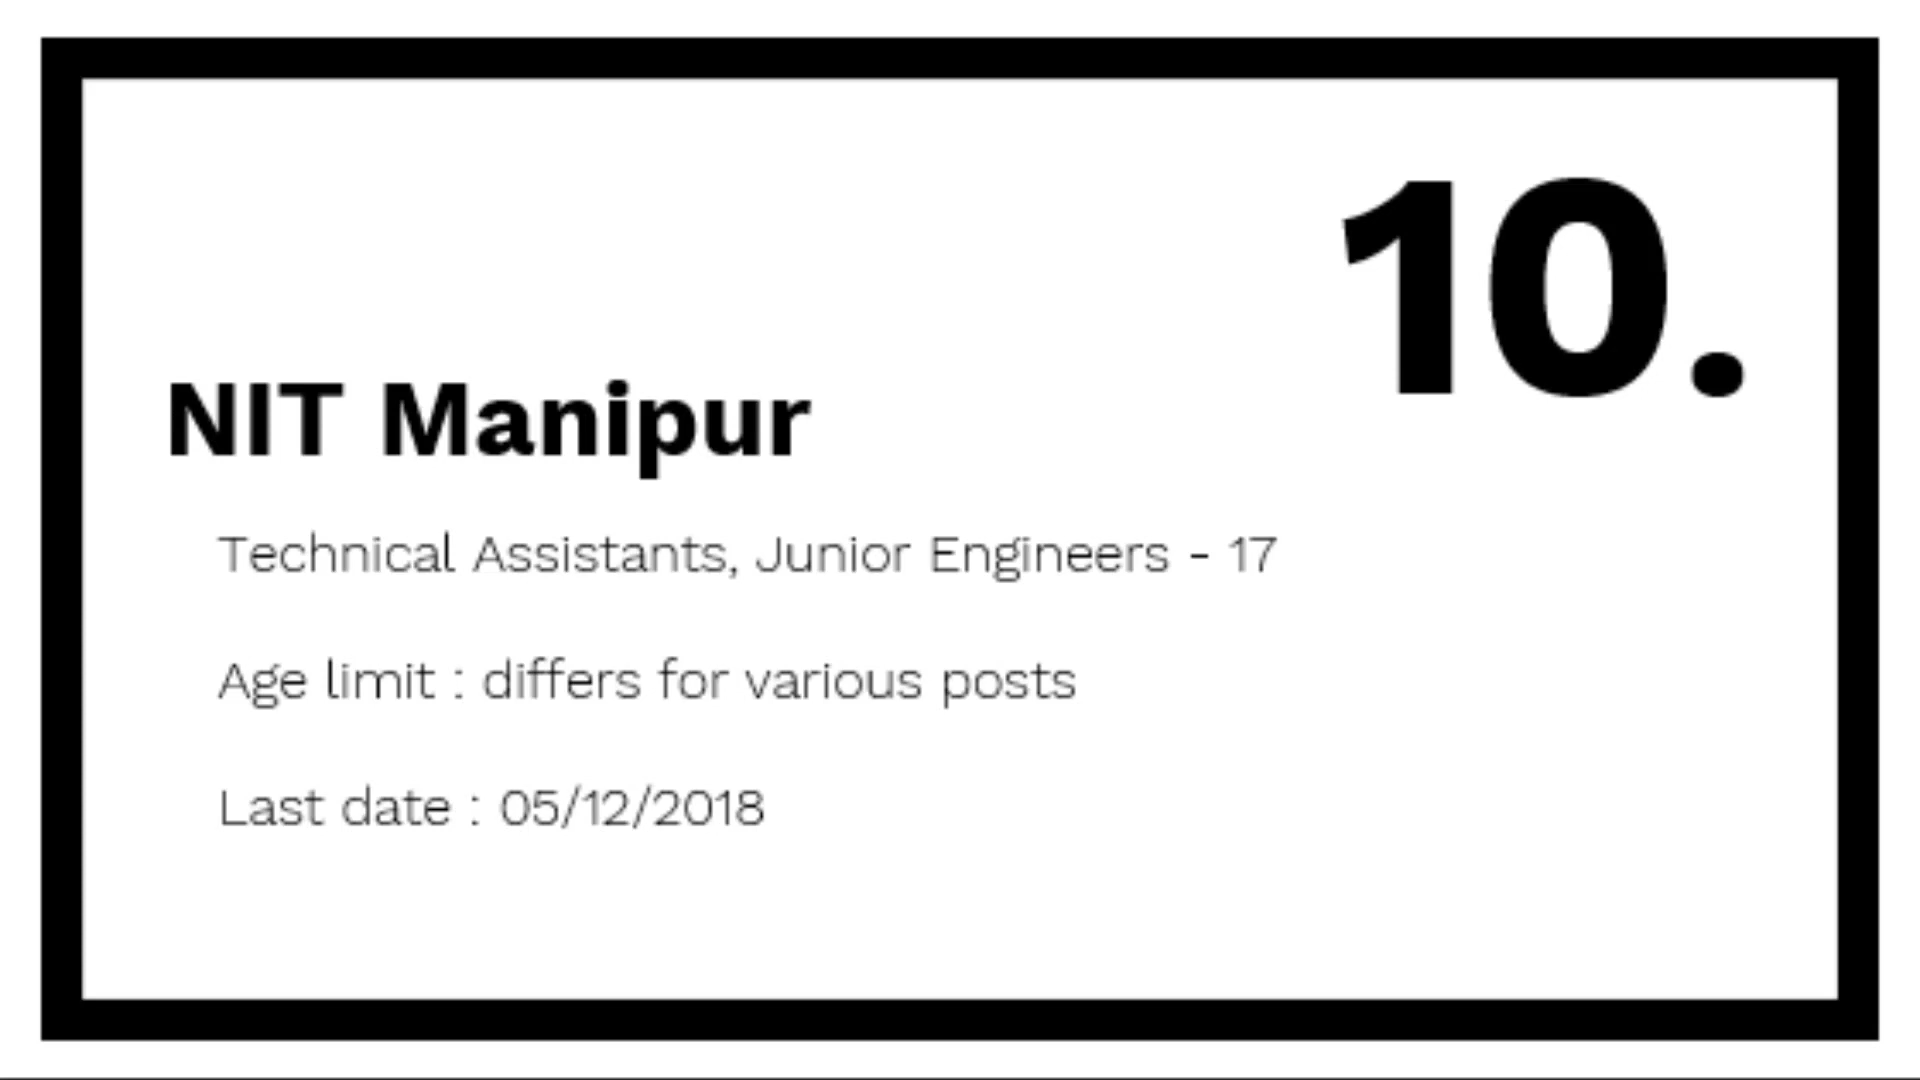 10.
NIT Manipur
Technical Assistants, Junior Engineers - 17
Age limit : differs for various posts
Last date : 05/12/2018